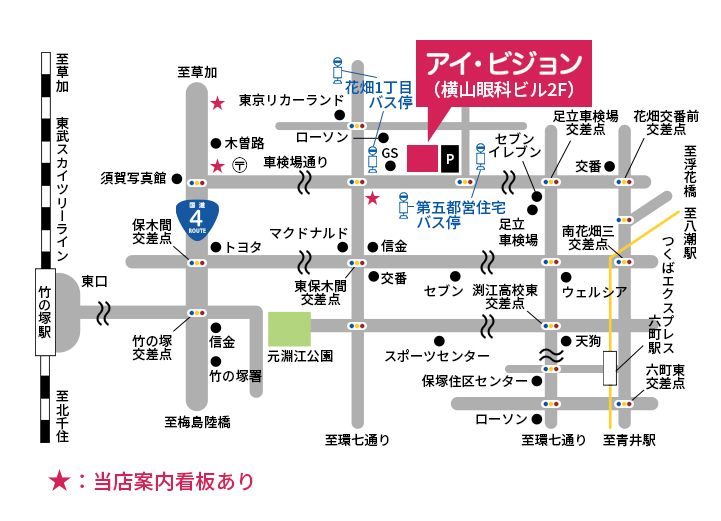 至草加
東武スカイツリーライン
竹の塚駅
至北千住
至草加
東京リカーランド
木曽路
〒
須賀写真館
国道
4
ROUTE
保木間
交差点
トヨタ
東口
竹の塚
交差点
信金
竹の塚署
至梅島陸橋
花畑1丁目
バス停
ローソン
GS
車検場通り
マクドナルド
信金
交番
東保木間
交差点
元淵江公園
至環七通り
アイ・ビジョン
（横山眼科ビル2F）
P
セブン
イレブン
第五都営住宅
バス停
足立
車検場
セブン
渕江高校東
交差点
スポーツセンター
保塚住区センター
ローソン
至環七通り
足立車検場
交差点
花畑交番前
交差点
交番
至浮花橋
至八潮駅
南花畑三
交差点
つくばエクスプレス
ウェルシア
天狗
六町駅
六町東
交差点
至青井駅
★：当店案内看板あり